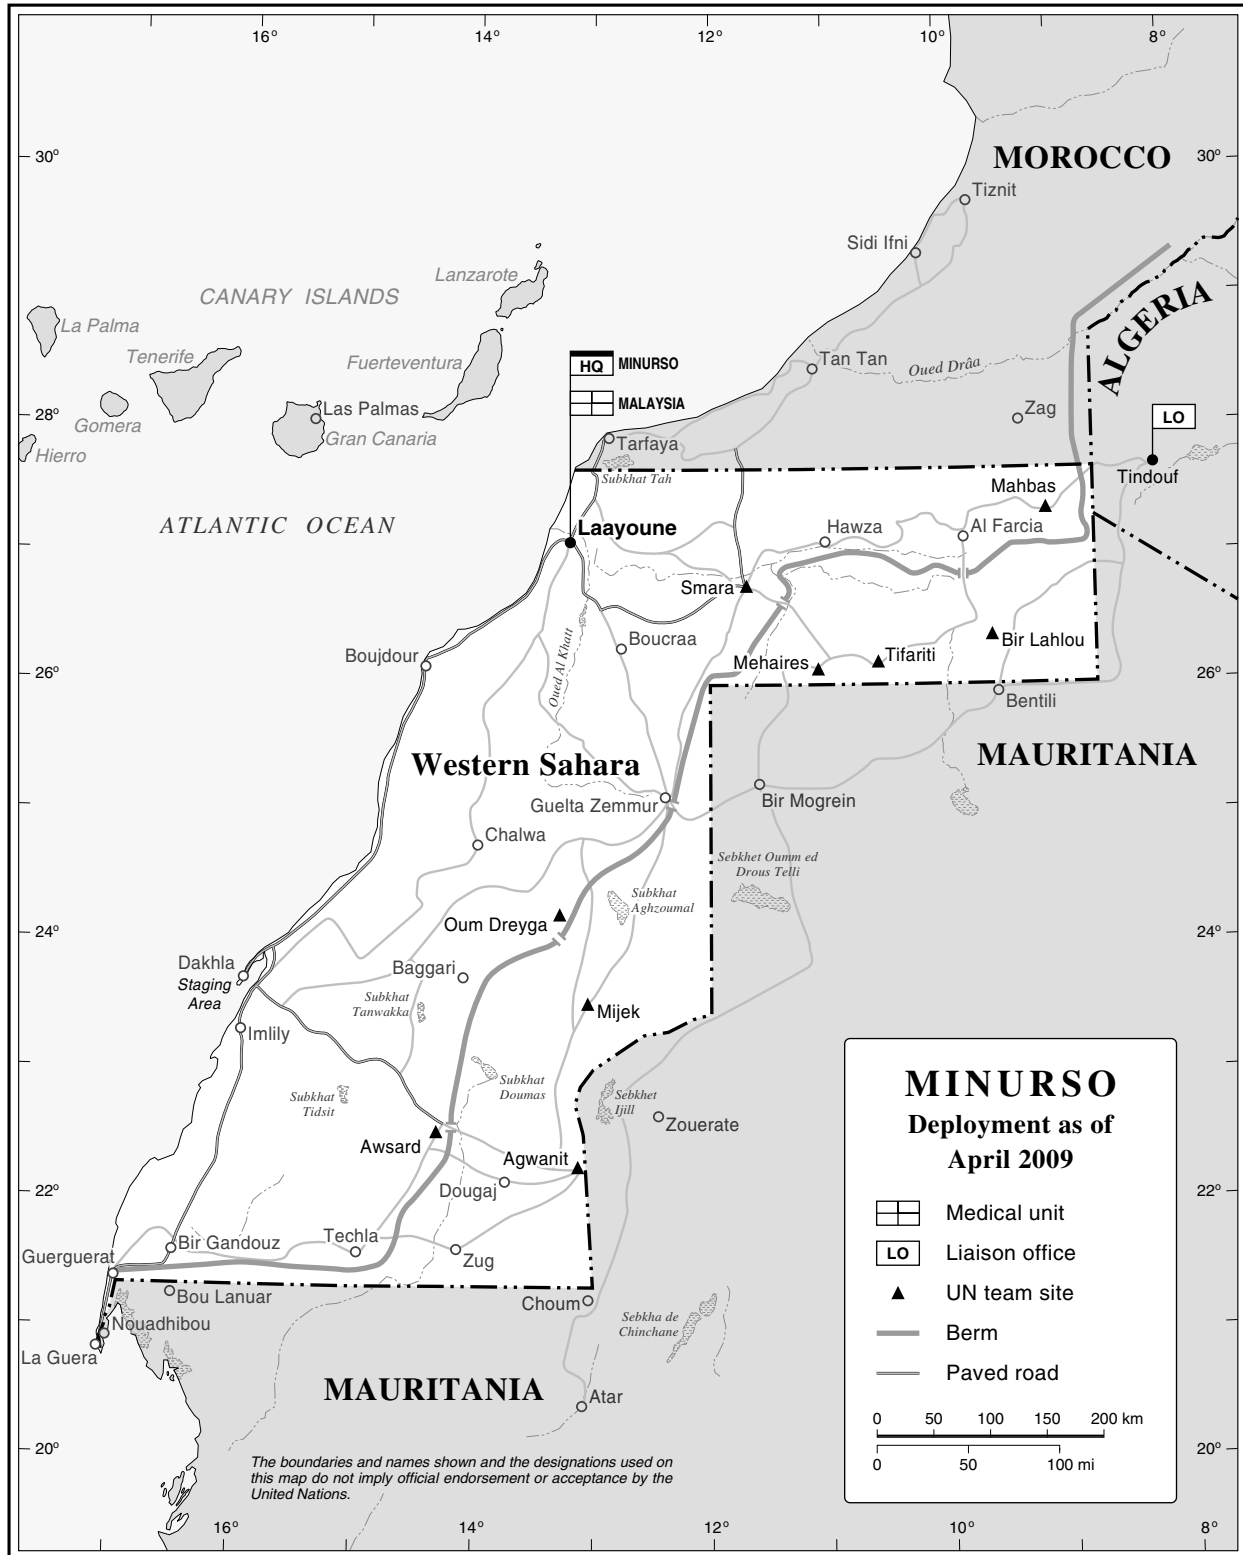 16°
14°
12°
10°
8°
30°
MOROCCO
30°
Tiznit
Sidi Ifni
Lanzarote
CANARY ISLANDS
La Palma
Tenerife
Fuerteventura
ALGERIA
HQ
MINURSO
Tan Tan
Oued Drâa
MALAYSIA
28°
Las Palmas
Zag
LO
28°
Gomera
Gran Canaria
Hierro
Tarfaya
Subkhat Tah
Tindouf
Mahbas
ATLANTIC OCEAN
Laayoune
Hawza
Al Farcia
Smara
Boucraa
Bir Lahlou
Boujdour
Oued Al Khatt
Mehaires
Tifariti
26°
26°
Bentili
Western Sahara
MAURITANIA
Guelta Zemmur
Bir Mogrein
Chalwa
Sebkhet Oumm ed
Drous Telli
Subkhat
Aghzoumal
Oum Dreyga
24°
24°
Dakhla
Staging
Area
Baggari
Subkhat
Tanwakka
Mijek
Imlily
Subkhat
Doumas
Subkhat
Tidsit
Sebkhet
Ijill
Zouerate
Awsard
Agwanit
22°
Dougaj
22°
Techla
Bir Gandouz
Zug
Guerguerat
Bou Lanuar
Choum
Nouadhibou
Sebkha de
Chinchane
La Guera
MAURITANIA
Atar
20°
20°
The boundaries and names shown and the designations used on
this map do not imply official endorsement or acceptance by the
United Nations.
MINURSO
Deployment as of
April 2009
Medical unit
LO
Liaison office
UN team site
Berm
Paved road
0 50 100 150 200 km
0 50 100 mi
16°
14°
12°
10°
8°